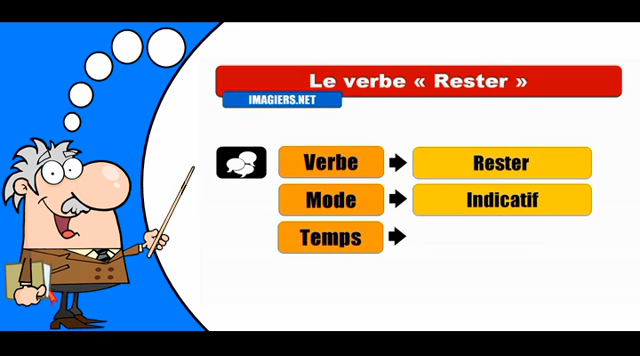 Le verbe « Rester »
IMAGIERS.NET
Verbe Rester
Mode Indicatif
Temps